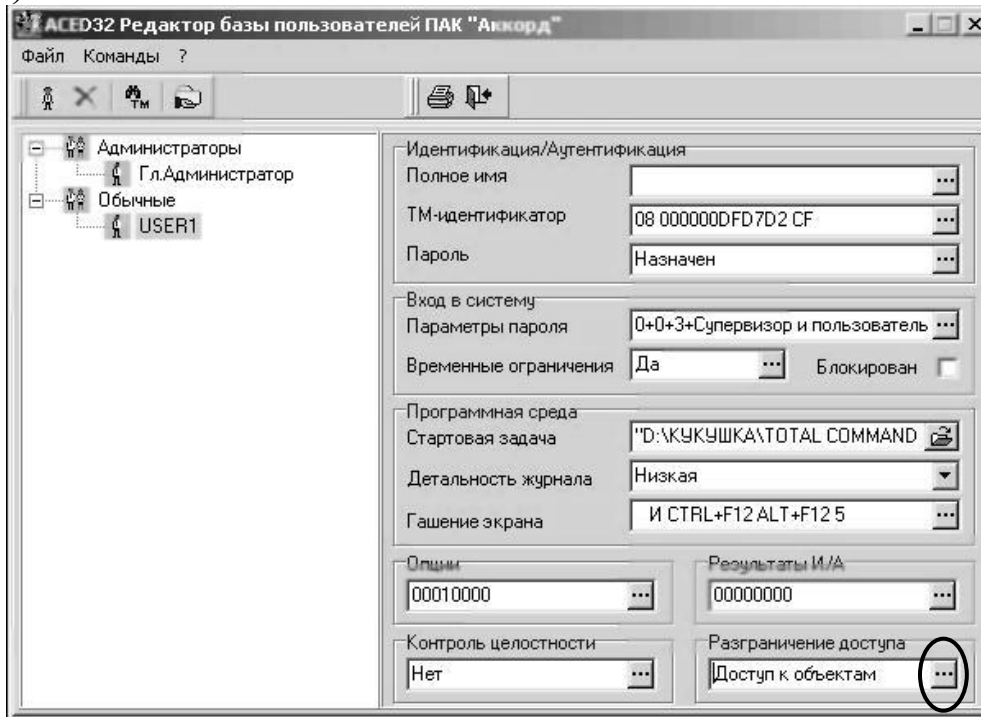 ACED32 Редактор базы пользователей ПАК "Аккорд"
Файл Команды ?
ТМ
Администраторы
Гл.Администратор
Обычные
USER1
Идентификация/Аутентификация
Полное имя
ТМ-идентификатор 08 000000DFD7D2 CF
Пароль Назначен
Вход в систему
Параметры пароля 0+0+3+Супервизор и пользователь
Временные ограничения Да Блокирован
Программная среда
Стартовая задача "D:\КУКУШКА\TOTAL COMMAND
Детальность журнала Низкая
Гашение экрана И CTRL+F12 ALT+F12 5
Опции Результаты И/А
00010000 00000000
Контроль целостности Разграничение доступа
Нет Доступ к объектам